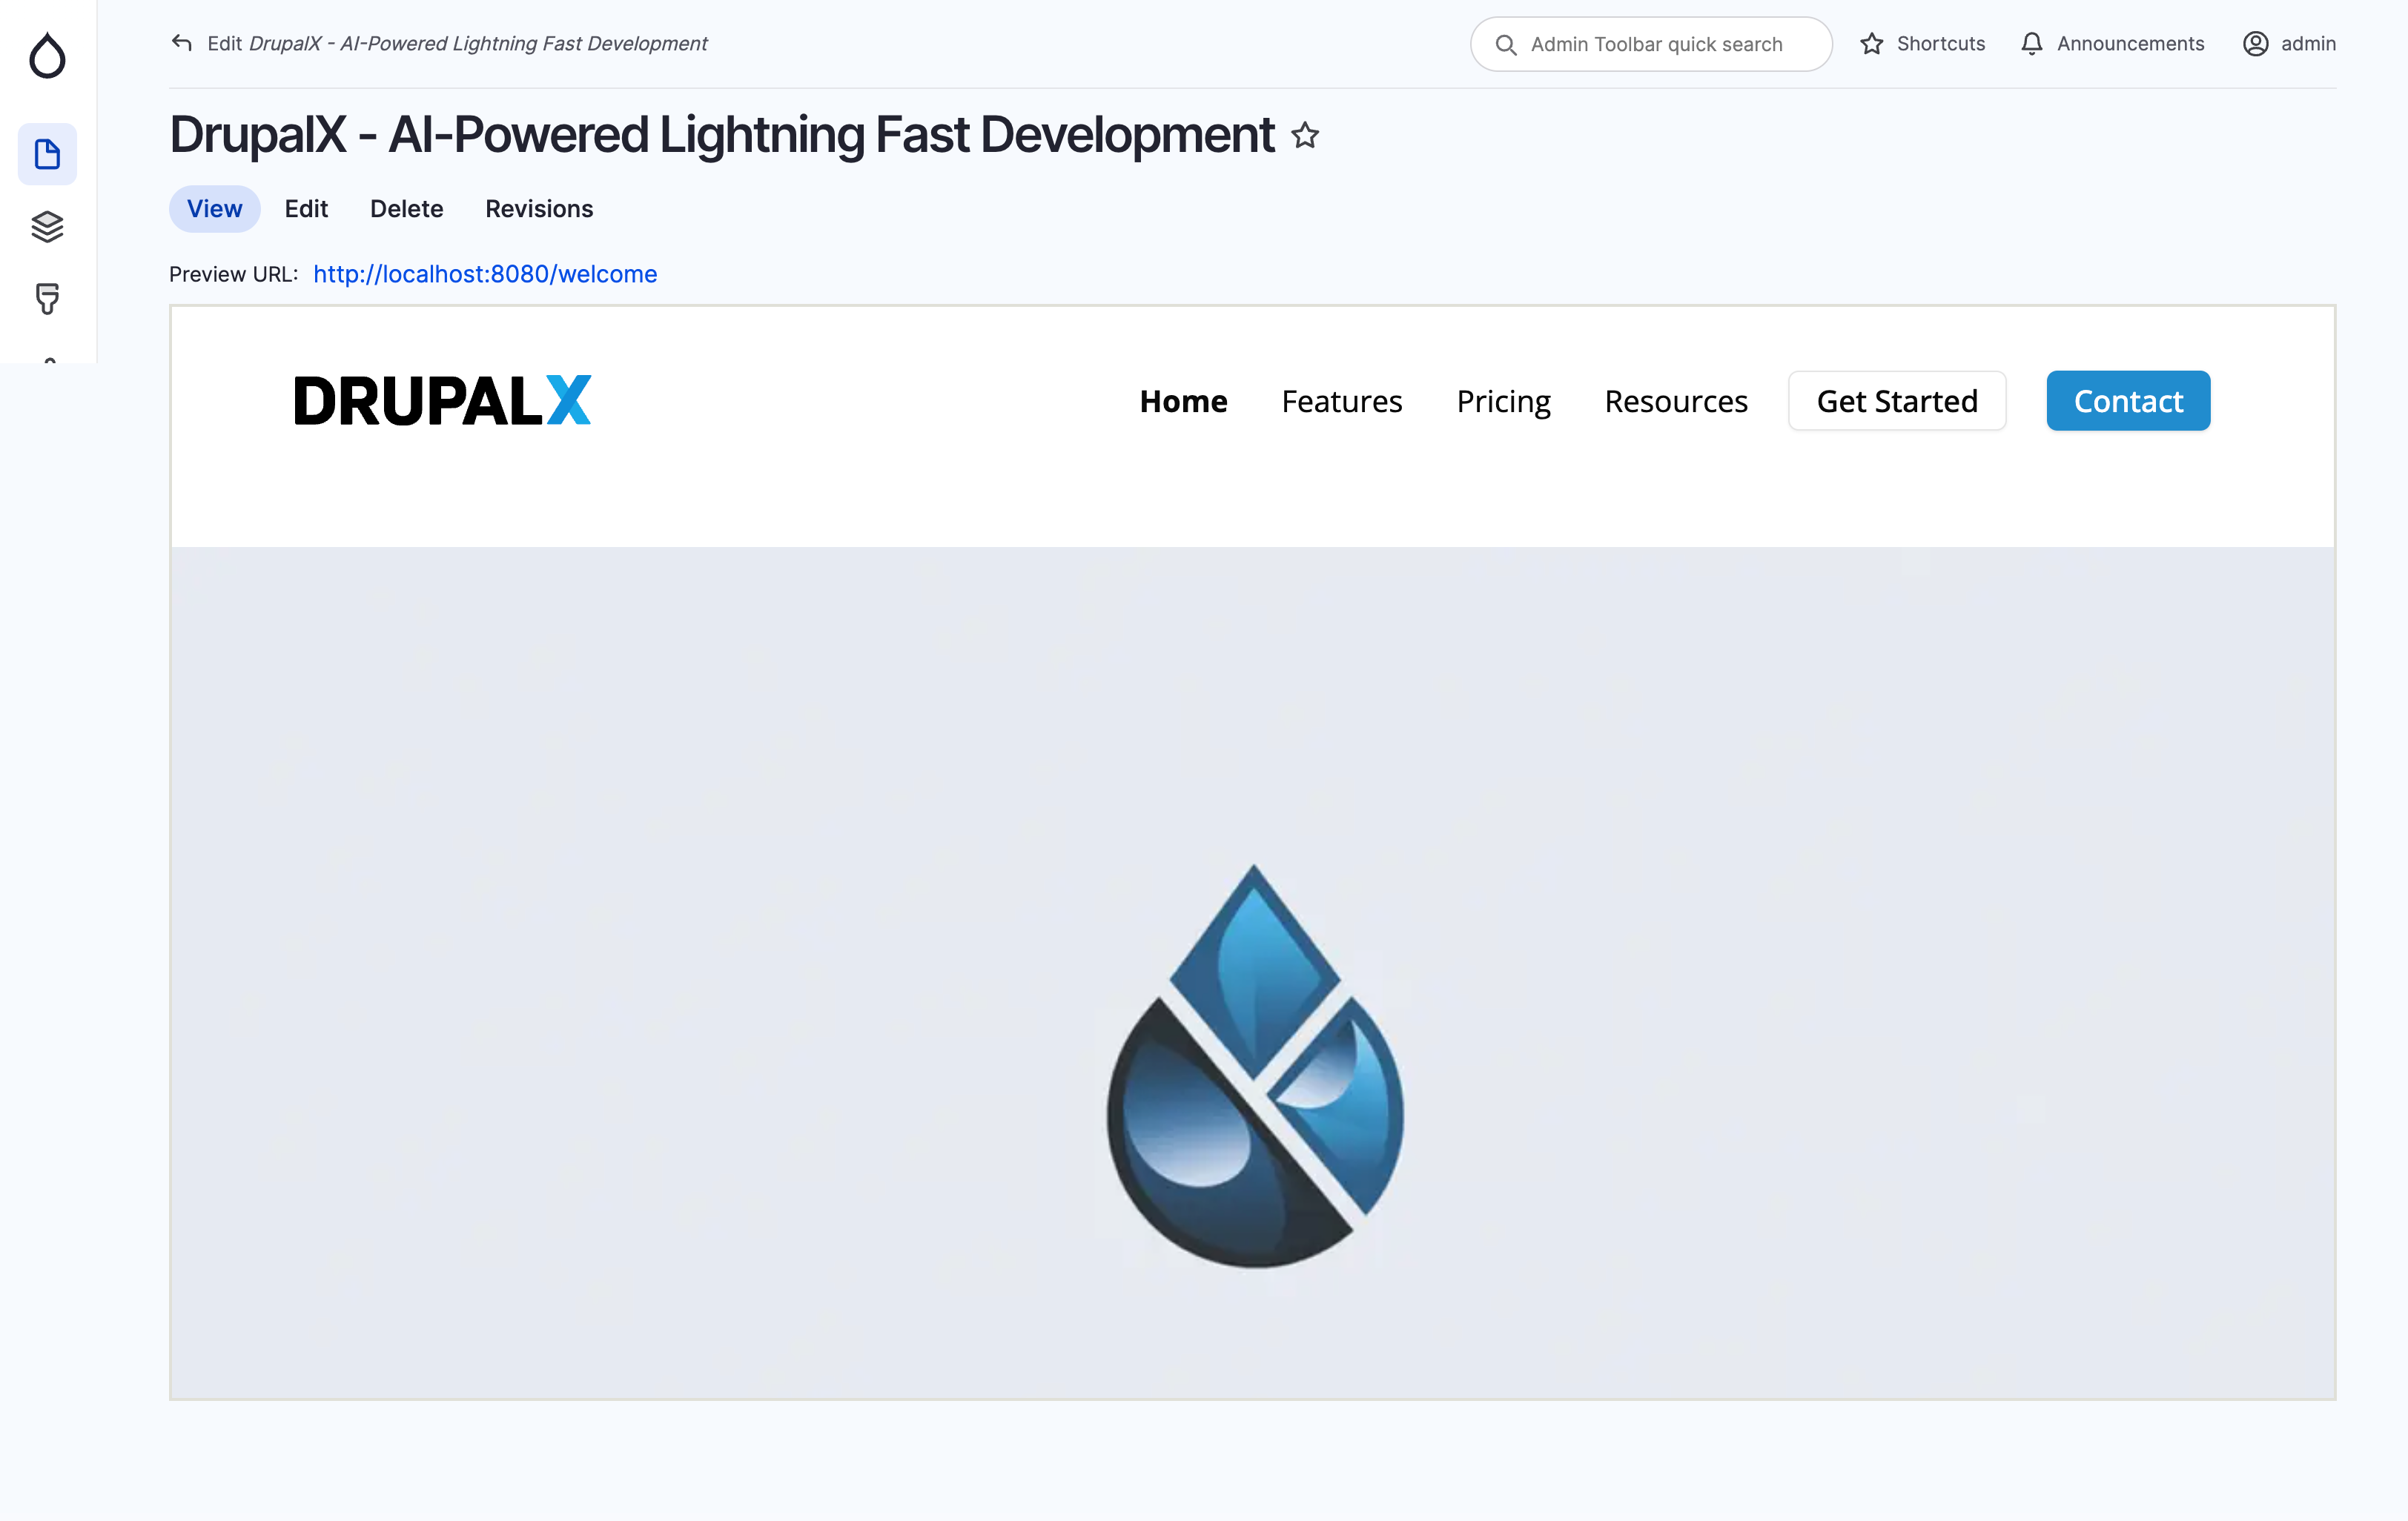 Edit DrupalX - AI-Powered Lightning Fast Development
Admin Toolbar quick search
Shortcuts
Announcements
admin
DrupalX - AI-Powered Lightning Fast Development
View Edit Delete Revisions
Preview URL: http://localhost:8080/welcome
DRUPALX
Home Features Pricing Resources Get Started Contact